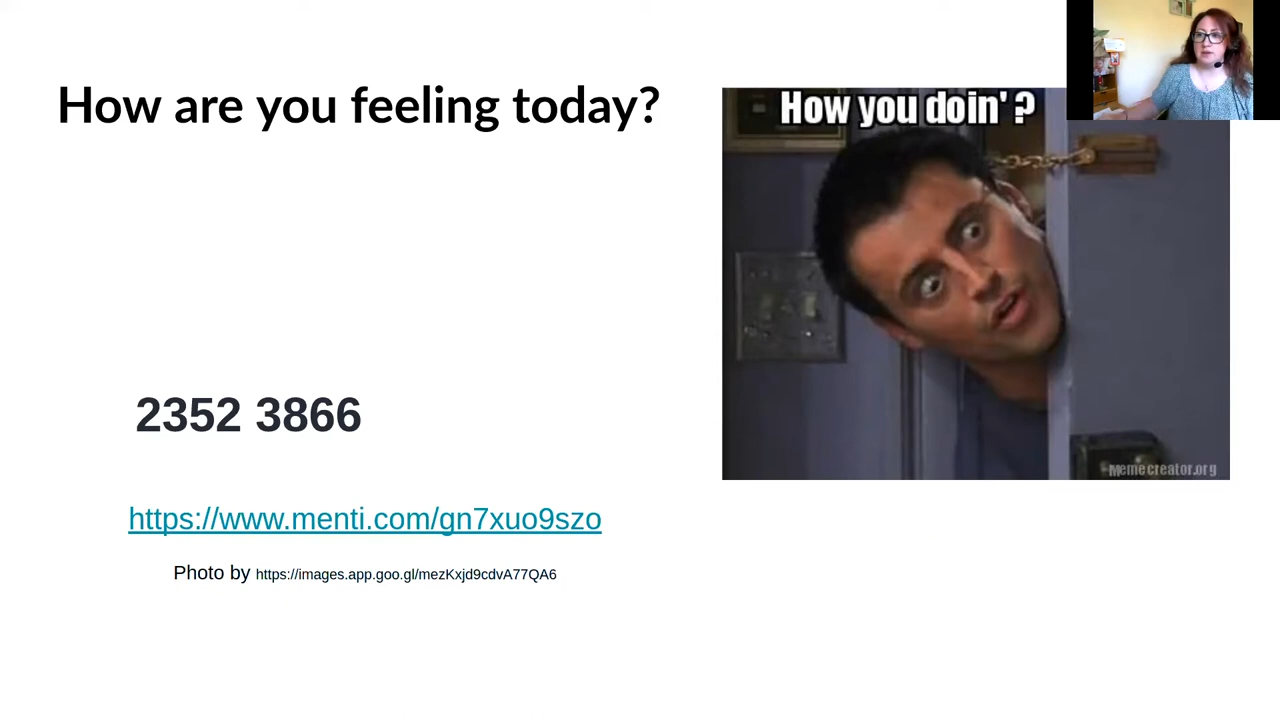 How are you feeling today?
How you doin' ?
2352 3866
memecreator.org
https://www.menti.com/gn7xuo9szo
Photo by https://images.app.goo.gl/mezKxjd9cdvA77QA6